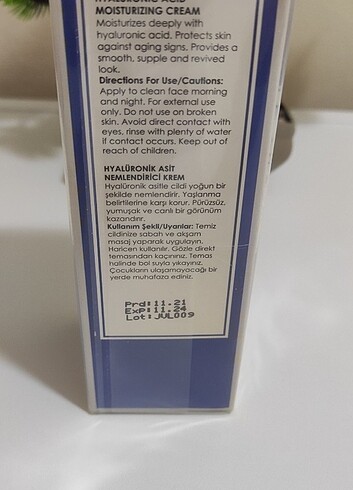 HYALURONIC ACID
MOISTURIZING CREAM
Moisturizes deeply with
hyaluronic acid. Protects skin
against aging signs. Provides a
smooth, supple and revived
look.
Directions For Use/Cautions:
Apply to clean face morning
and night. For external use
only. Do not use on broken
skin. Avoid direct contact with
eyes, rinse with plenty of water
if contact occurs. Keep out of
reach of children.
HYALÜRONİK ASİT
NEMLENDİRİCİ KREM
Hyalüronik asitle cildi yoğun bir
şekilde nemlendirir. Yaşlanma
belirtilerine karşı korur. Pürüzsüz,
yumuşak ve canlı bir görünüm
kazandırır.
Kullanım Şekli/Uyarılar: Temiz
cildinize sabah ve akşam
masaj yaparak uygulayın.
Haricen kullanılır. Gözle direkt
temasından kaçınınız. Temas
halinde bol suyla yıkayınız.
Çocukların ulaşamayacağı bir
yerde muhafaza ediniz.
Prd:11.21
Exp:11.24
Lot:JUL009